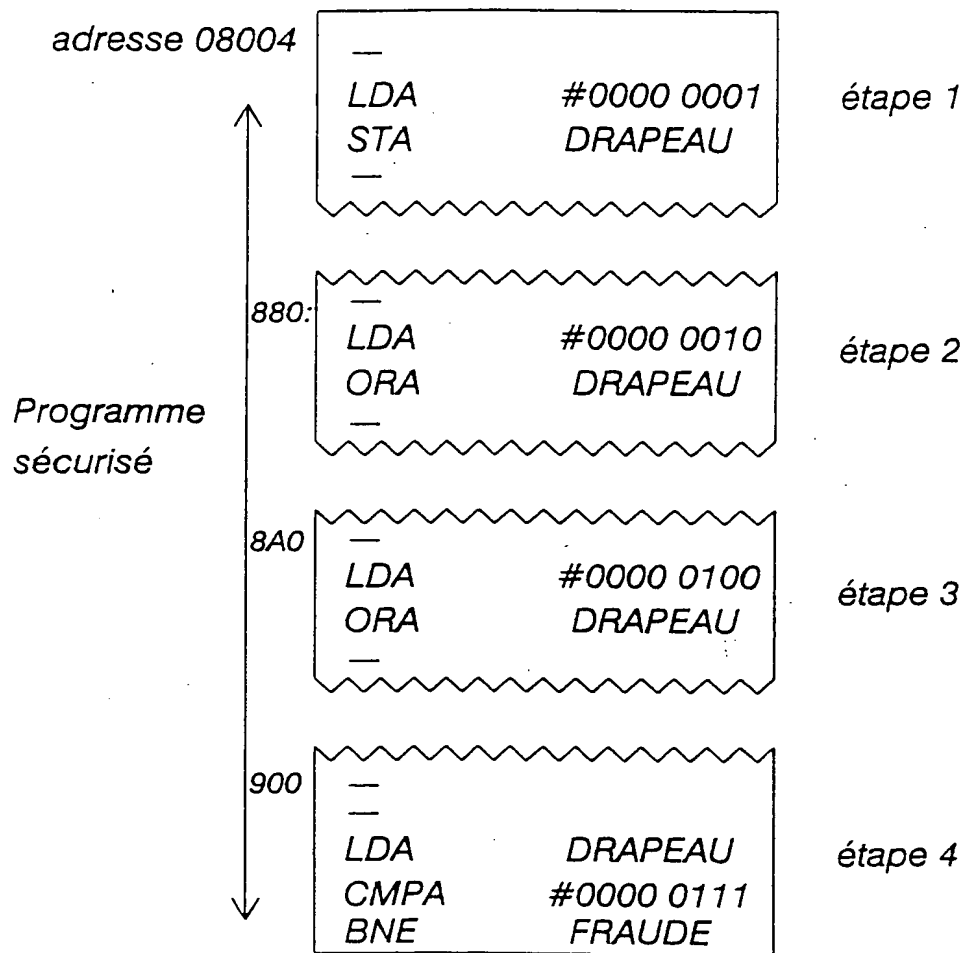 adresse 08004
—
LDA #0000 0001 étape 1
STA DRAPEAU
—
880:
—
LDA #0000 0010 étape 2
ORA DRAPEAU
—
Programme
sécurisé
8A0
—
LDA #0000 0100 étape 3
ORA DRAPEAU
—
900
—
—
LDA DRAPEAU étape 4
CMPA #0000 0111
BNE FRAUDE